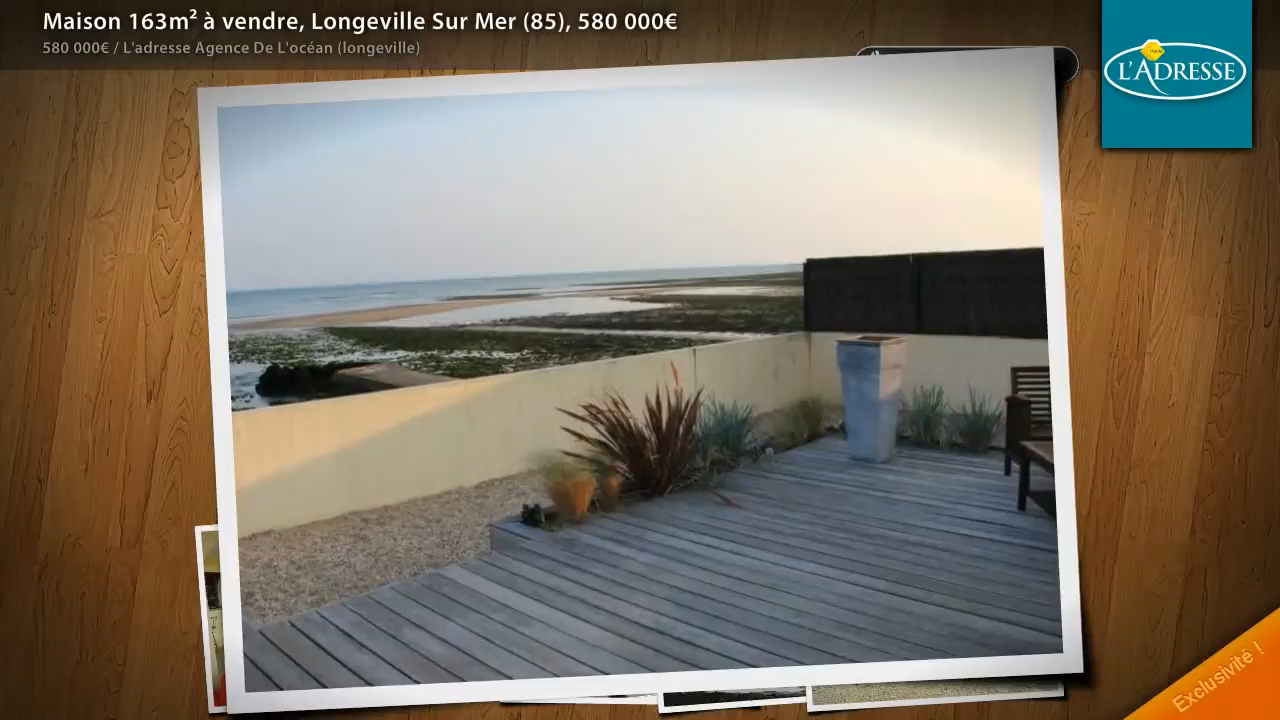 Maison 163m² à vendre, Longeville Sur Mer (85), 580 000€
580 000€ / L'adresse Agence De L'océan (longeville)
L'ADRESSE
Exclusivité !